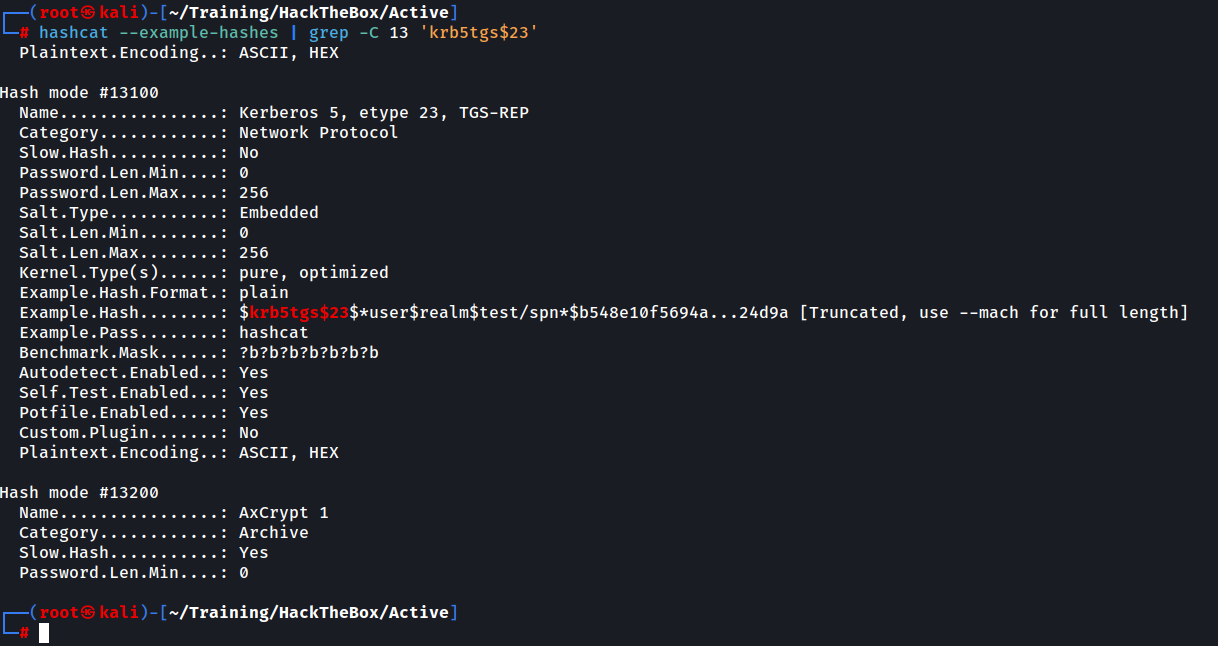 ┌──(root㉿kali)-[~/Training/HackTheBox/Active]
└─# hashcat --example-hashes | grep -C 13 'krb5tgs$23'
  Plaintext.Encoding..: ASCII, HEX

Hash mode #13100
  Name................: Kerberos 5, etype 23, TGS-REP
  Category............: Network Protocol
  Slow.Hash...........: No
  Password.Len.Min....: 0
  Password.Len.Max....: 256
  Salt.Type...........: Embedded
  Salt.Len.Min........: 0
  Salt.Len.Max........: 256
  Kernel.Type(s)......: pure, optimized
  Example.Hash.Format.: plain
  Example.Hash........: $krb5tgs$23$*user$realm$test/spn*$b548e10f5694a...24d9a [Truncated, use --mach for full length]
  Example.Pass........: hashcat
  Benchmark.Mask......: ?b?b?b?b?b?b?b
  Autodetect.Enabled..: Yes
  Self.Test.Enabled...: Yes
  Potfile.Enabled.....: Yes
  Custom.Plugin.......: No
  Plaintext.Encoding..: ASCII, HEX

Hash mode #13200
  Name................: AxCrypt 1
  Category............: Archive
  Slow.Hash...........: Yes
  Password.Len.Min....: 0

┌──(root㉿kali)-[~/Training/HackTheBox/Active]
└─#